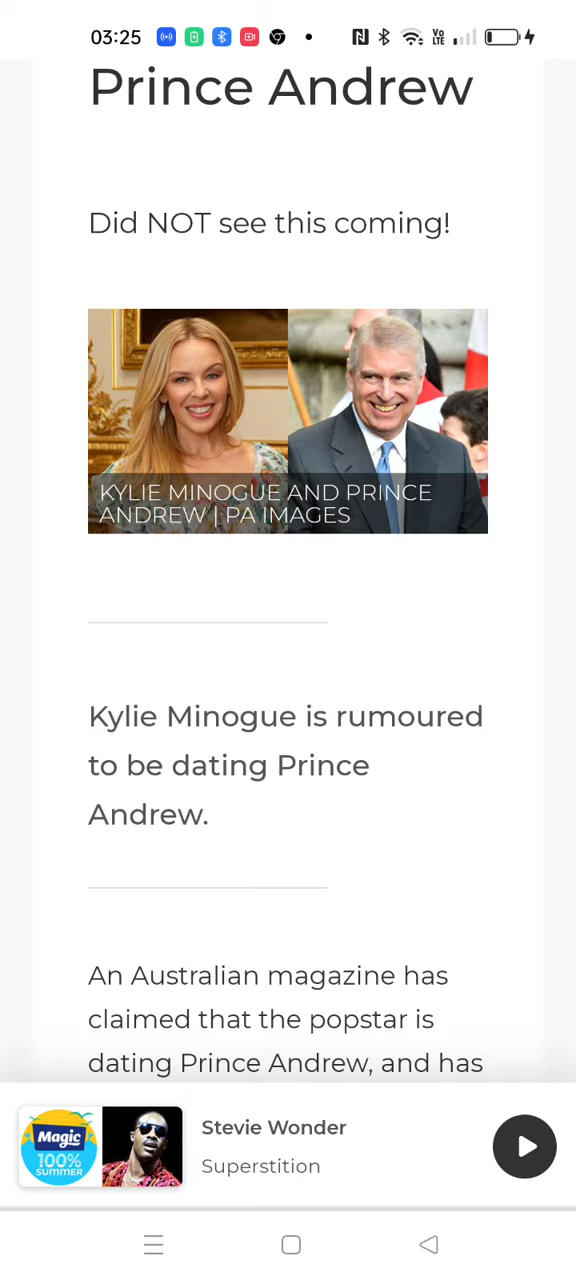 03:25
VO
LTE
Prince Andrew
Did NOT see this coming!
KYLIE MINOGUE AND PRINCE
ANDREW | PA IMAGES
Kylie Minogue is rumoured
to be dating Prince
Andrew.
An Australian magazine has
claimed that the popstar is
dating Prince Andrew, and has
Magic
100%
SUMMER
Stevie Wonder
Superstition